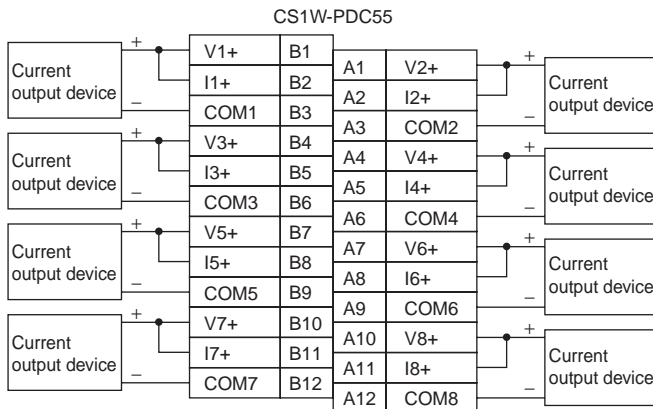 CS1W-PDC55
+ V1+ B1
Current output device
I1+ B2
− COM1 B3
+ V3+ B4
Current output device
I3+ B5
− COM3 B6
+ V5+ B7
Current output device
I5+ B8
− COM5 B9
+ V7+ B10
Current output device
I7+ B11
− COM7 B12
A1 V2+ +
Current output device
A2 I2+
A3 COM2 −
A4 V4+ +
Current output device
A5 I4+
A6 COM4 −
A7 V6+ +
Current output device
A8 I6+
A9 COM6 −
A10 V8+ +
Current output device
A11 I8+
A12 COM8 −